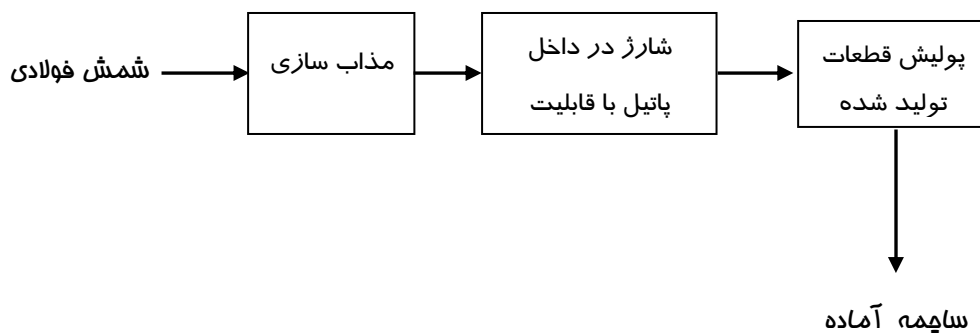 شمش فولادی
مذاب سازی
شارژ در داخل
پاتیل با قابلیت
پولیش قطعات
تولید شده
ساچمه آماده